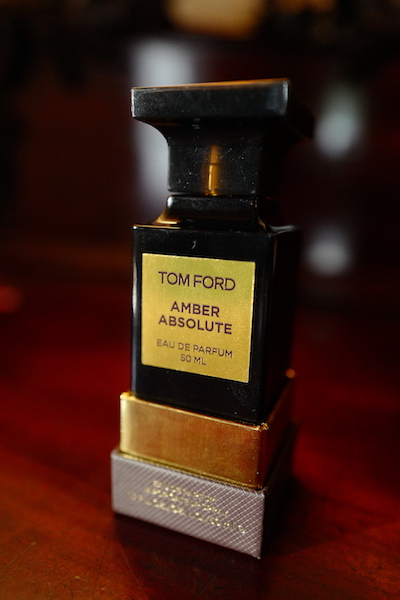 TOM FORD
AMBER
ABSOLUTE
EAU DE PARFUM
50 ML